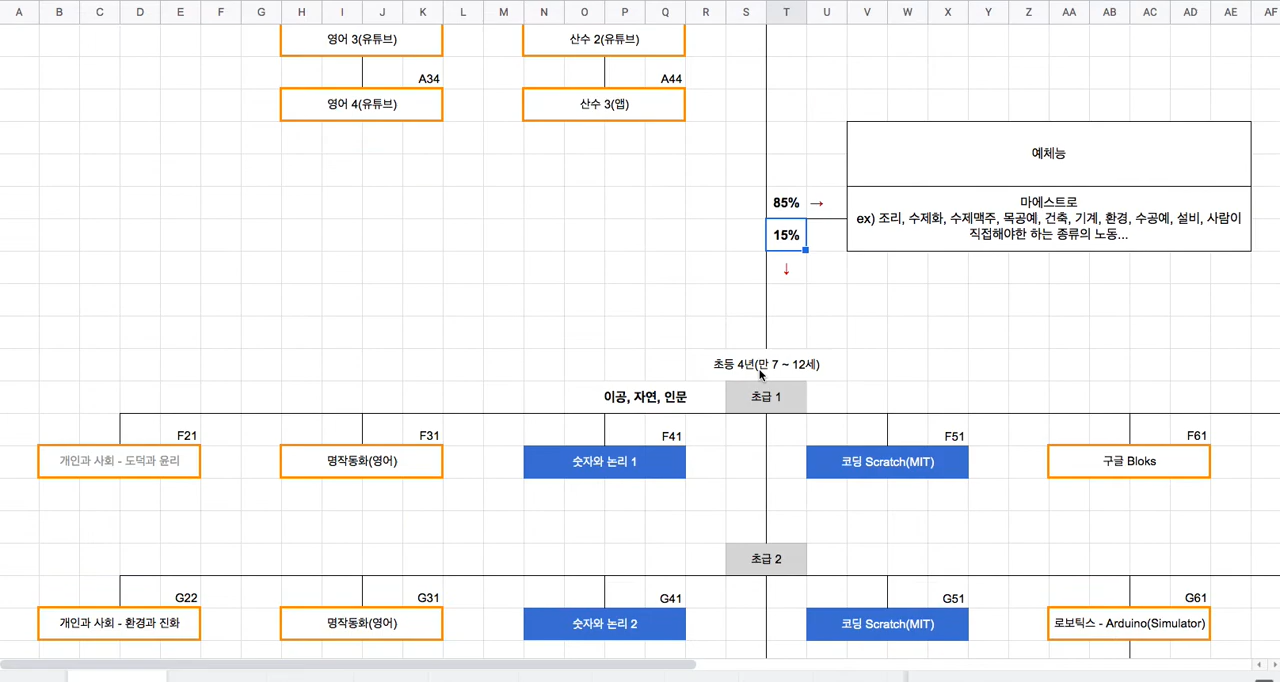 A B C D E F G H I J K L M N O P Q R S T U V W X Y Z AA AB AC AD AE AF
영어 3(유튜브) 산수 2(유튜브)
A34 A44
영어 4(유튜브) 산수 3(앱)
예체능
85% → 마에스트로
ex) 조리, 수제화, 수제맥주, 목공예, 건축, 기계, 환경, 수공예, 설비, 사람이
15% 직접해야한 하는 종류의 노동...
↓
초등 4년(만 7 ~ 12세)
이공, 자연, 인문 초급 1
F21 F31 F41 F51 F61
개인과 사회 - 도덕과 윤리 명작동화(영어) 숫자와 논리 1 코딩 Scratch(MIT) 구글 Bloks
초급 2
G22 G31 G41 G51 G61
개인과 사회 - 환경과 진화 명작동화(영어) 숫자와 논리 2 코딩 Scratch(MIT) 로보틱스 - Arduino(Simulator)